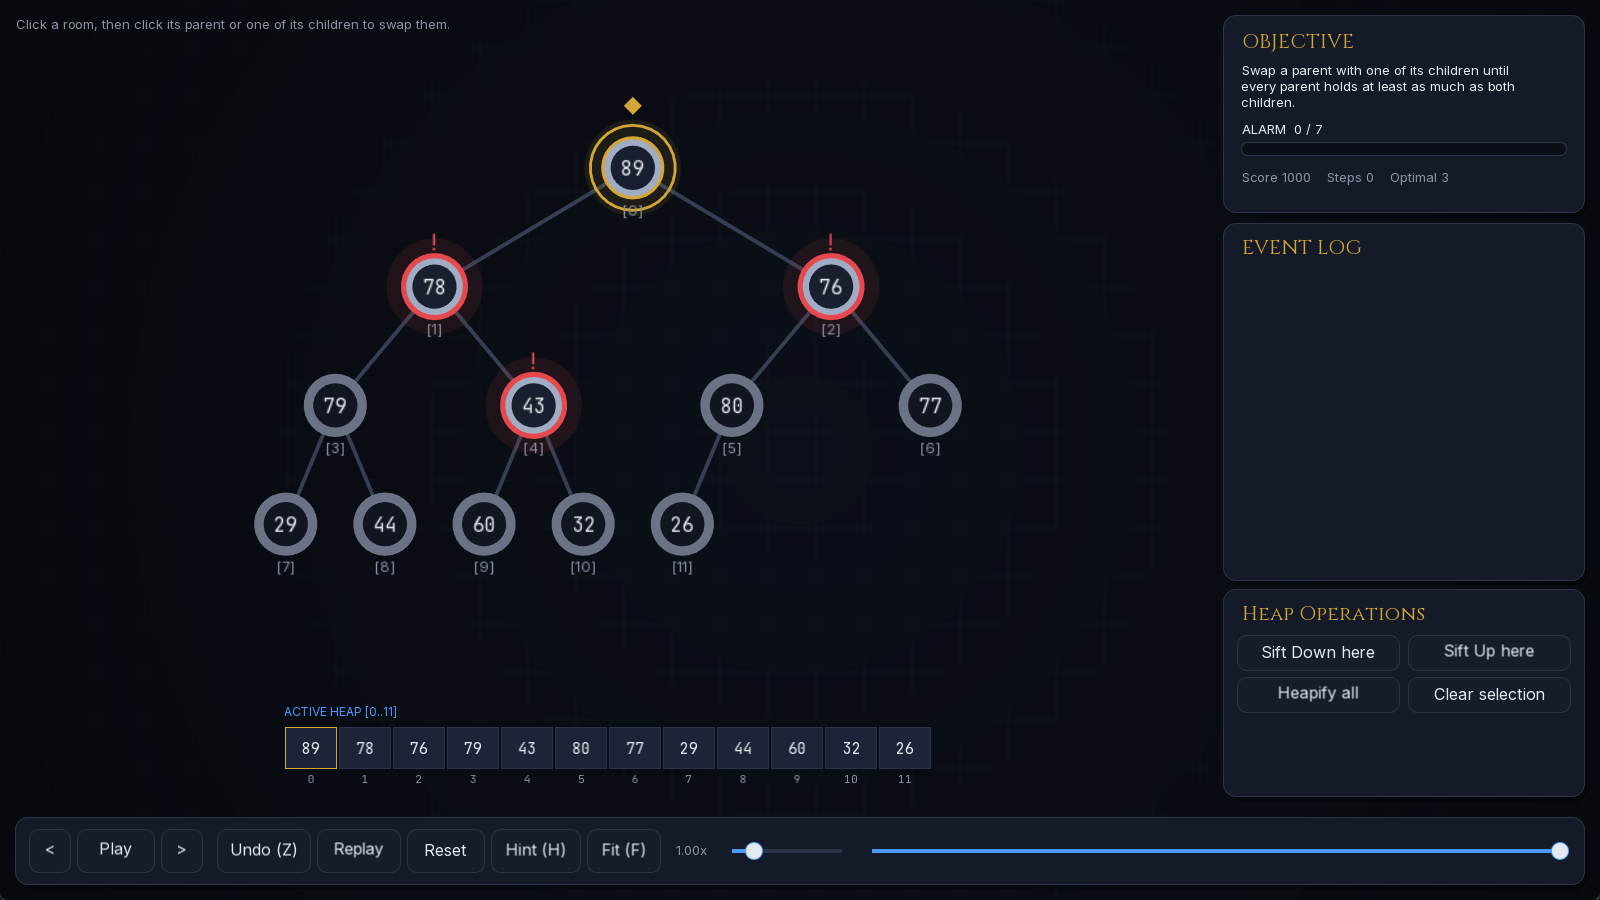 Click a room, then click its parent or one of its children to swap them.
89
[0]
!
!
78
76
[1]
[2]
!
79
43
80
77
[3]
[4]
[5]
[6]
29
44
60
32
26
[7]
[8]
[9]
[10]
[11]
ACTIVE HEAP [0..11]
89 78 76 79 43 80 77 29 44 60 32 26
0 1 2 3 4 5 6 7 8 9 10 11
OBJECTIVE
Swap a parent with one of its children until
every parent holds at least as much as both
children.
ALARM 0 / 7
Score 1000 Steps 0 Optimal 3
EVENT LOG
Heap Operations
Sift Down here
Sift Up here
Heapify all
Clear selection
< Play > Undo (Z) Replay Reset Hint (H) Fit (F) 1.00x